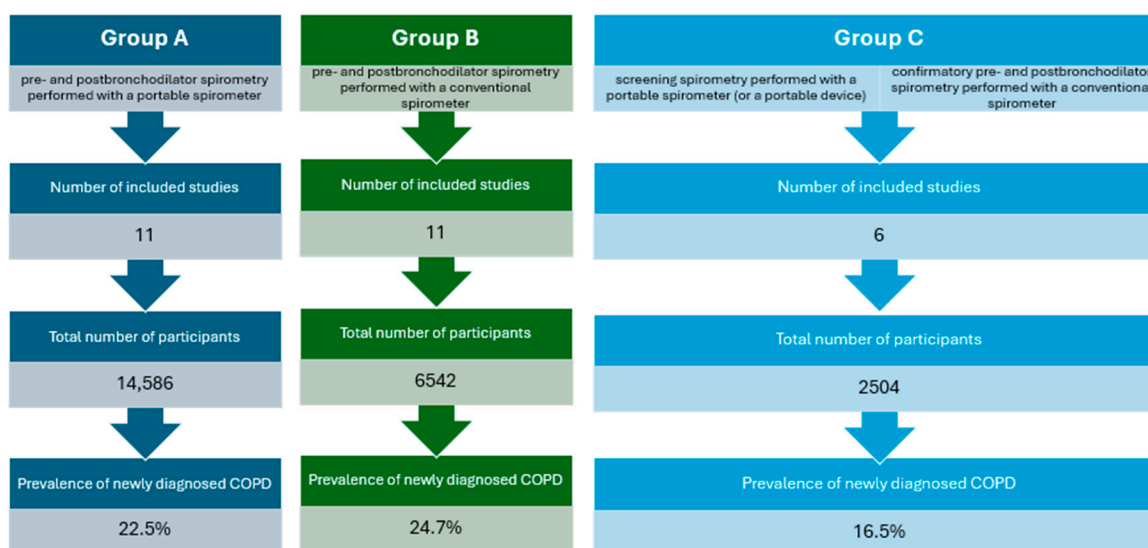 Group A
pre- and postbronchodilator spirometry
performed with a portable spirometer
Number of included studies
11
Total number of participants
14,586
Prevalence of newly diagnosed COPD
22.5%
Group B
pre- and postbronchodilator spirometry
performed with a conventional
spirometer
Number of included studies
11
Total number of participants
6542
Prevalence of newly diagnosed COPD
24.7%
Group C
screening spirometry performed with a
portable spirometer (or a portable device)
confirmatory pre- and postbronchodilato
spirometry performed with a conventiona
spirometer
Number of included studies
6
Total number of participants
2504
Prevalence of newly diagnosed COPD
16.5%